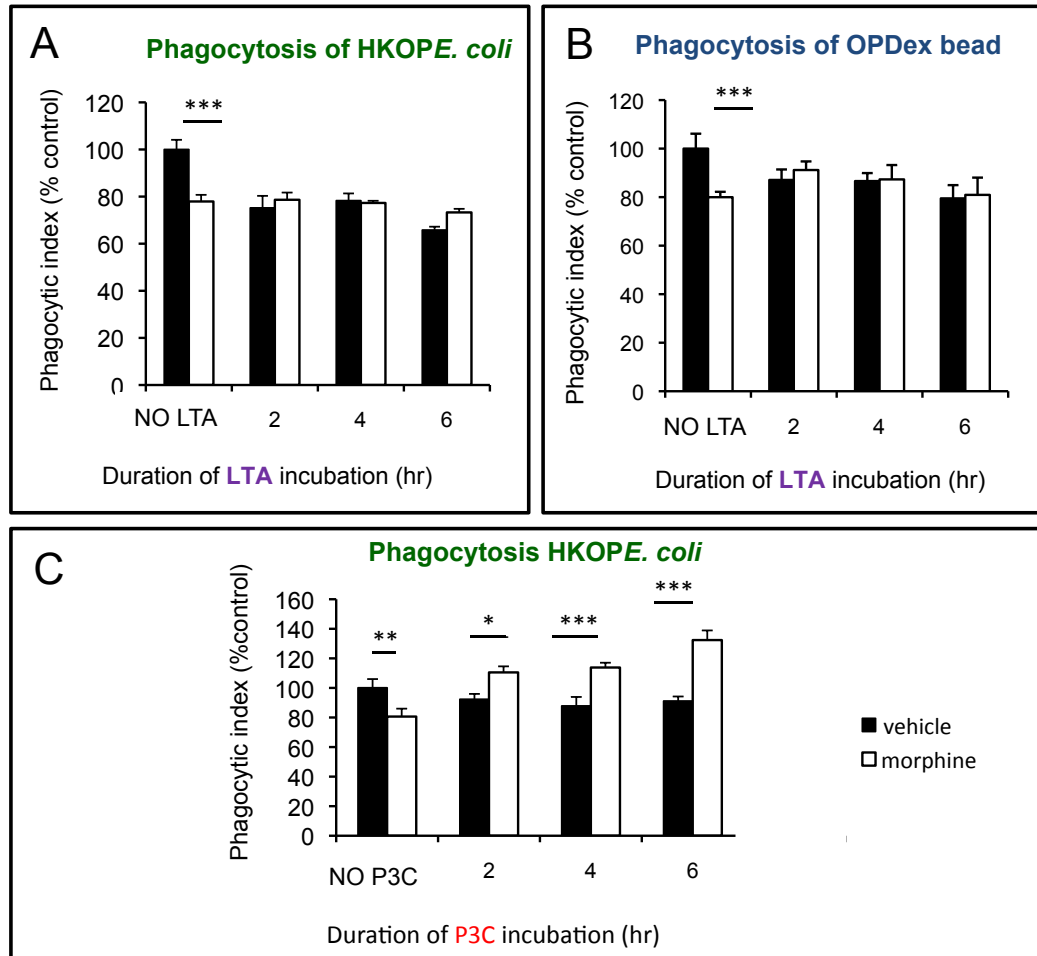 A
Phagocytosis of HKOPE. coli
Phagocytic index (% control)
120
100
80
60
40
20
0
***
NO LTA 2 4 6
Duration of LTA incubation (hr)
B
Phagocytosis of OPDex bead
Phagocytic index (% control)
120
100
80
60
40
20
0
***
NO LTA 2 4 6
Duration of LTA incubation (hr)
C
Phagocytosis HKOPE. coli
Phagocytic index (%control)
160
140
120
100
80
60
40
20
0
** * *** ***
NO P3C 2 4 6
Duration of P3C incubation (hr)
vehicle
morphine